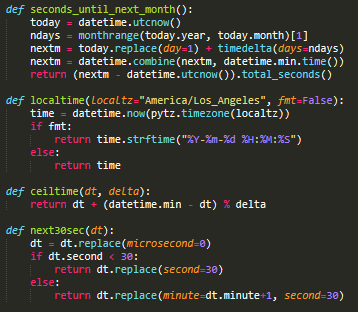 def seconds_until_next_month():
    today = datetime.utcnow()
    ndays = monthrange(today.year, today.month)[1]
    nextm = today.replace(day=1) + timedelta(days=ndays)
    nextm = datetime.combine(nextm, datetime.min.time())
    return (nextm - datetime.utcnow()).total_seconds()

def localtime(localtz="America/Los_Angeles", fmt=False):
    time = datetime.now(pytz.timezone(localtz))
    if fmt:
        return time.strftime("%Y-%m-%d %H:%M:%S")
    else:
        return time

def ceiltime(dt, delta):
    return dt + (datetime.min - dt) % delta

def next30sec(dt):
    dt = dt.replace(microsecond=0)
    if dt.second < 30:
        return dt.replace(second=30)
    else:
        return dt.replace(minute=dt.minute+1, second=30)